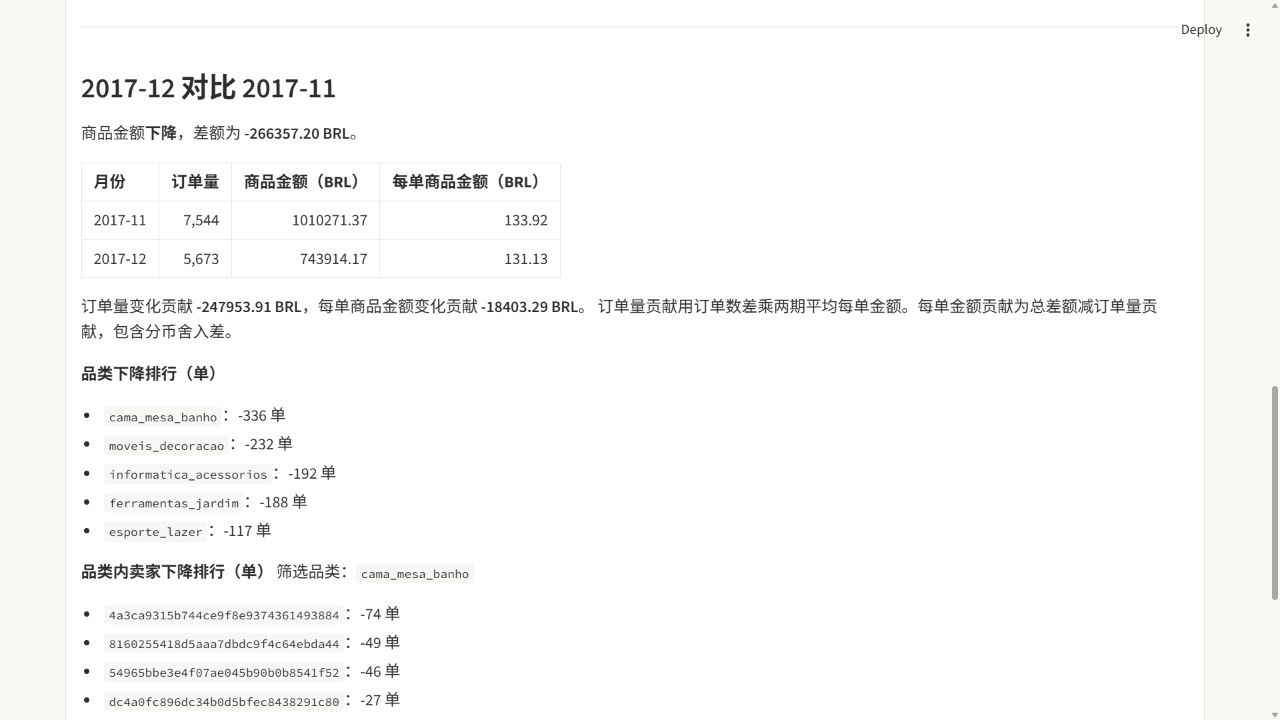 Deploy
2017-12 对比 2017-11
商品金额下降，差额为 -266357.20 BRL。
月份 订单量 商品金额（BRL） 每单商品金额（BRL）
2017-11 7,544 1010271.37 133.92
2017-12 5,673 743914.17 131.13
订单量变化贡献 -247953.91 BRL，每单商品金额变化贡献 -18403.29 BRL。 订单量贡献用订单数差乘两期平均每单金额。每单金额贡献为总差额减订单量贡
献，包含分币舍入差。
品类下降排行（单）
cama_mesa_banho： -336 单
moveis_decoracao： -232 单
informatica_acessorios： -192 单
ferramentas_jardim： -188 单
esporte_lazer： -117 单
品类内卖家下降排行（单） 筛选品类： cama_mesa_banho
4a3ca9315b744ce9f8e9374361493884： -74 单
8160255418d5aaa7dbdc9f4c64ebda44： -49 单
54965bbe3e4f07ae045b90b0b8541f52： -46 单
dc4a0fc896dc34b0d5bfec8438291c80： -27 单